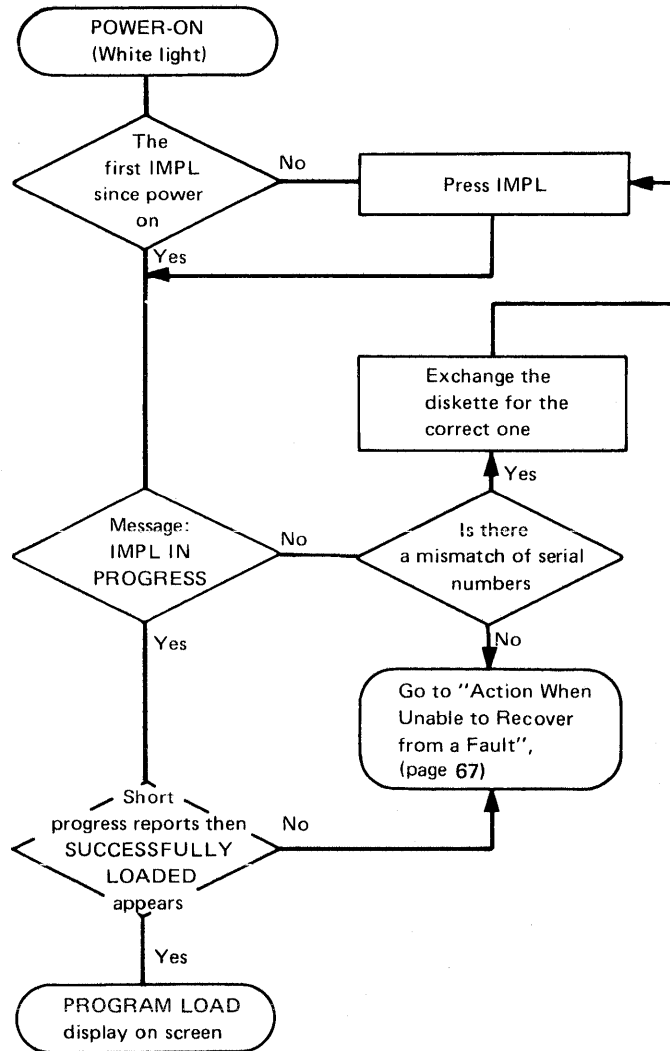 POWER-ON
(White light)
The
first IMPL
since power
on
No
Press IMPL
Yes
Exchange the
diskette for the
correct one
Yes
Message:
IMPL IN
PROGRESS
No
Is there
a mismatch of serial
numbers
Yes
No
Go to "Action When
Unable to Recover
from a Fault",
(page 67)
Short
progress reports then
SUCCESSFULLY
LOADED
appears
No
Yes
PROGRAM LOAD
display on screen